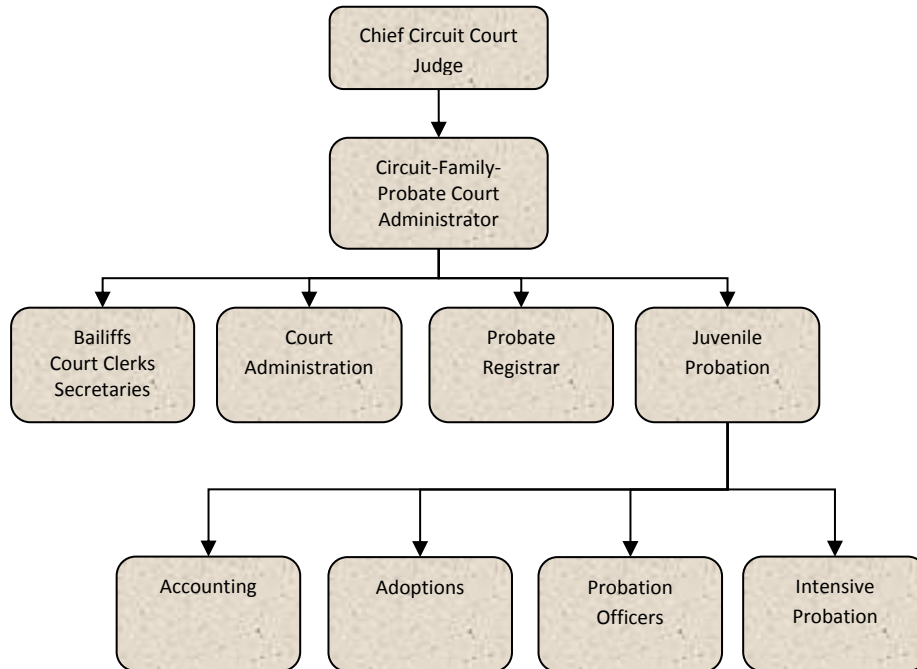 Chief Circuit Court
Judge
Circuit-Family-
Probate Court
Administrator
Bailiffs
Court Clerks
Secretaries
Court
Administration
Probate
Registrar
Juvenile
Probation
Accounting
Adoptions
Probation
Officers
Intensive
Probation